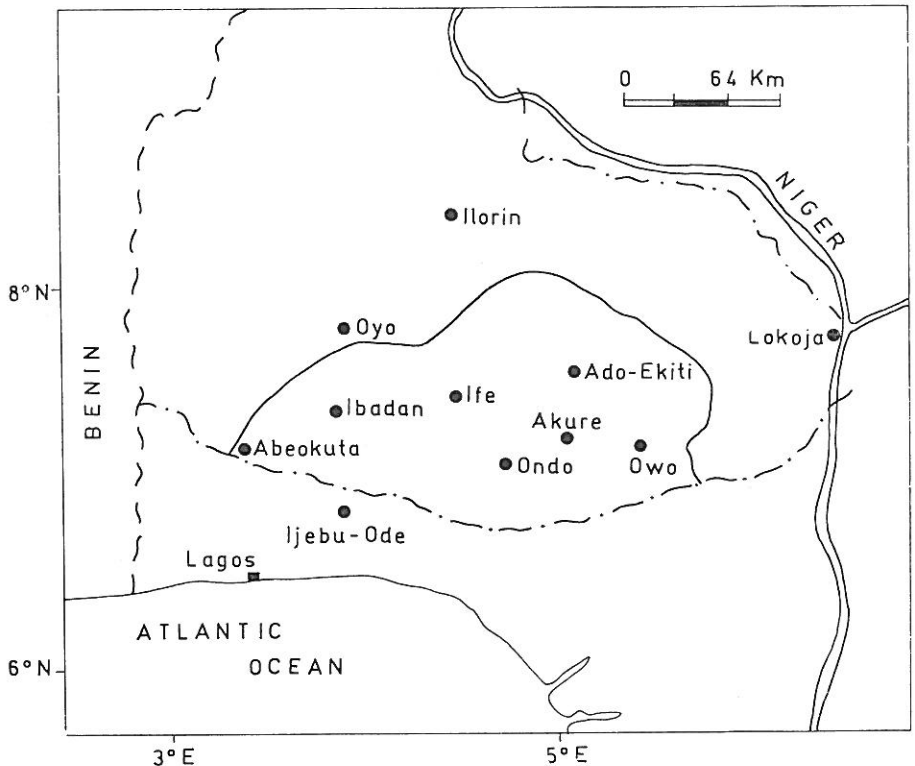 0 64 Km
NIGER
Ilorin
8°N
Oyo
Lokoja
BENIN
Ado-Ekiti
Ife
Ibadan
Akure
Abeokuta
Ondo
Owo
Ijebu-Ode
Lagos
ATLANTIC
OCEAN
6°N
3°E
5°E